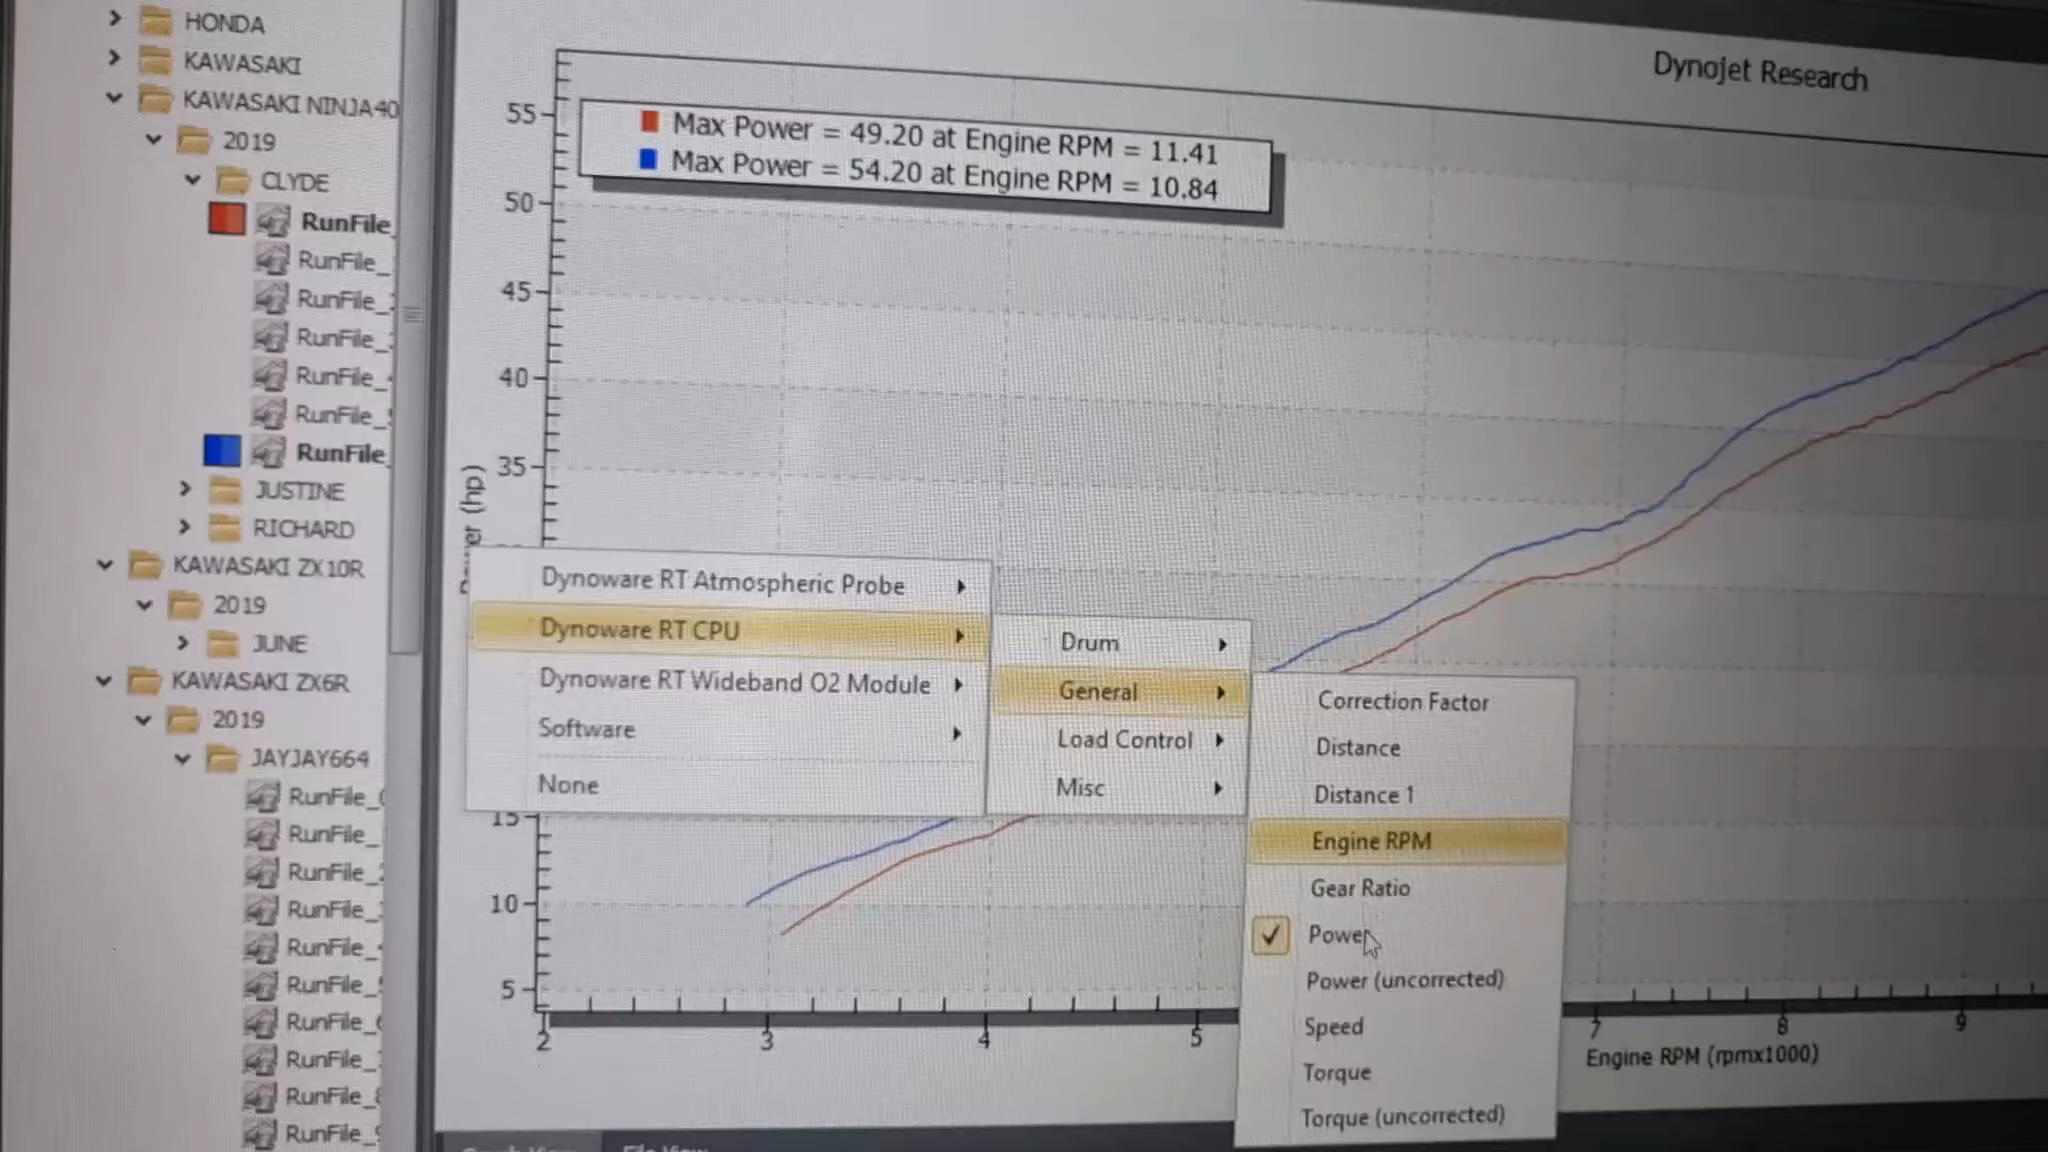 HONDA
KAWASAKI
KAWASAKI NINJA40
2019
CLYDE
RunFile_
RunFile_
RunFile_
RunFile_
RunFile_
RunFile_
RunFile_
JUSTINE
RICHARD
KAWASAKI ZX10R
2019
JUNE
KAWASAKI ZX6R
2019
JAYJAY664
RunFile_
RunFile_
RunFile_
RunFile_
RunFile_
RunFile_
RunFile_
RunFile_
RunFile_
RunFile_
Dynojet Research
Max Power = 49.20 at Engine RPM = 11.41
Max Power = 54.20 at Engine RPM = 10.84
55
50
45
40
35
15
10
5
(hp)
Dynoware RT Atmospheric Probe
Dynoware RT CPU
Dynoware RT Wideband O2 Module
Software
None
Drum
General
Load Control
Misc
Correction Factor
Distance
Distance 1
Engine RPM
Gear Ratio
Power
Power (uncorrected)
Speed
Torque
Torque (uncorrected)
2 3 4 5 7 8 9
Engine RPM (rpmx1000)